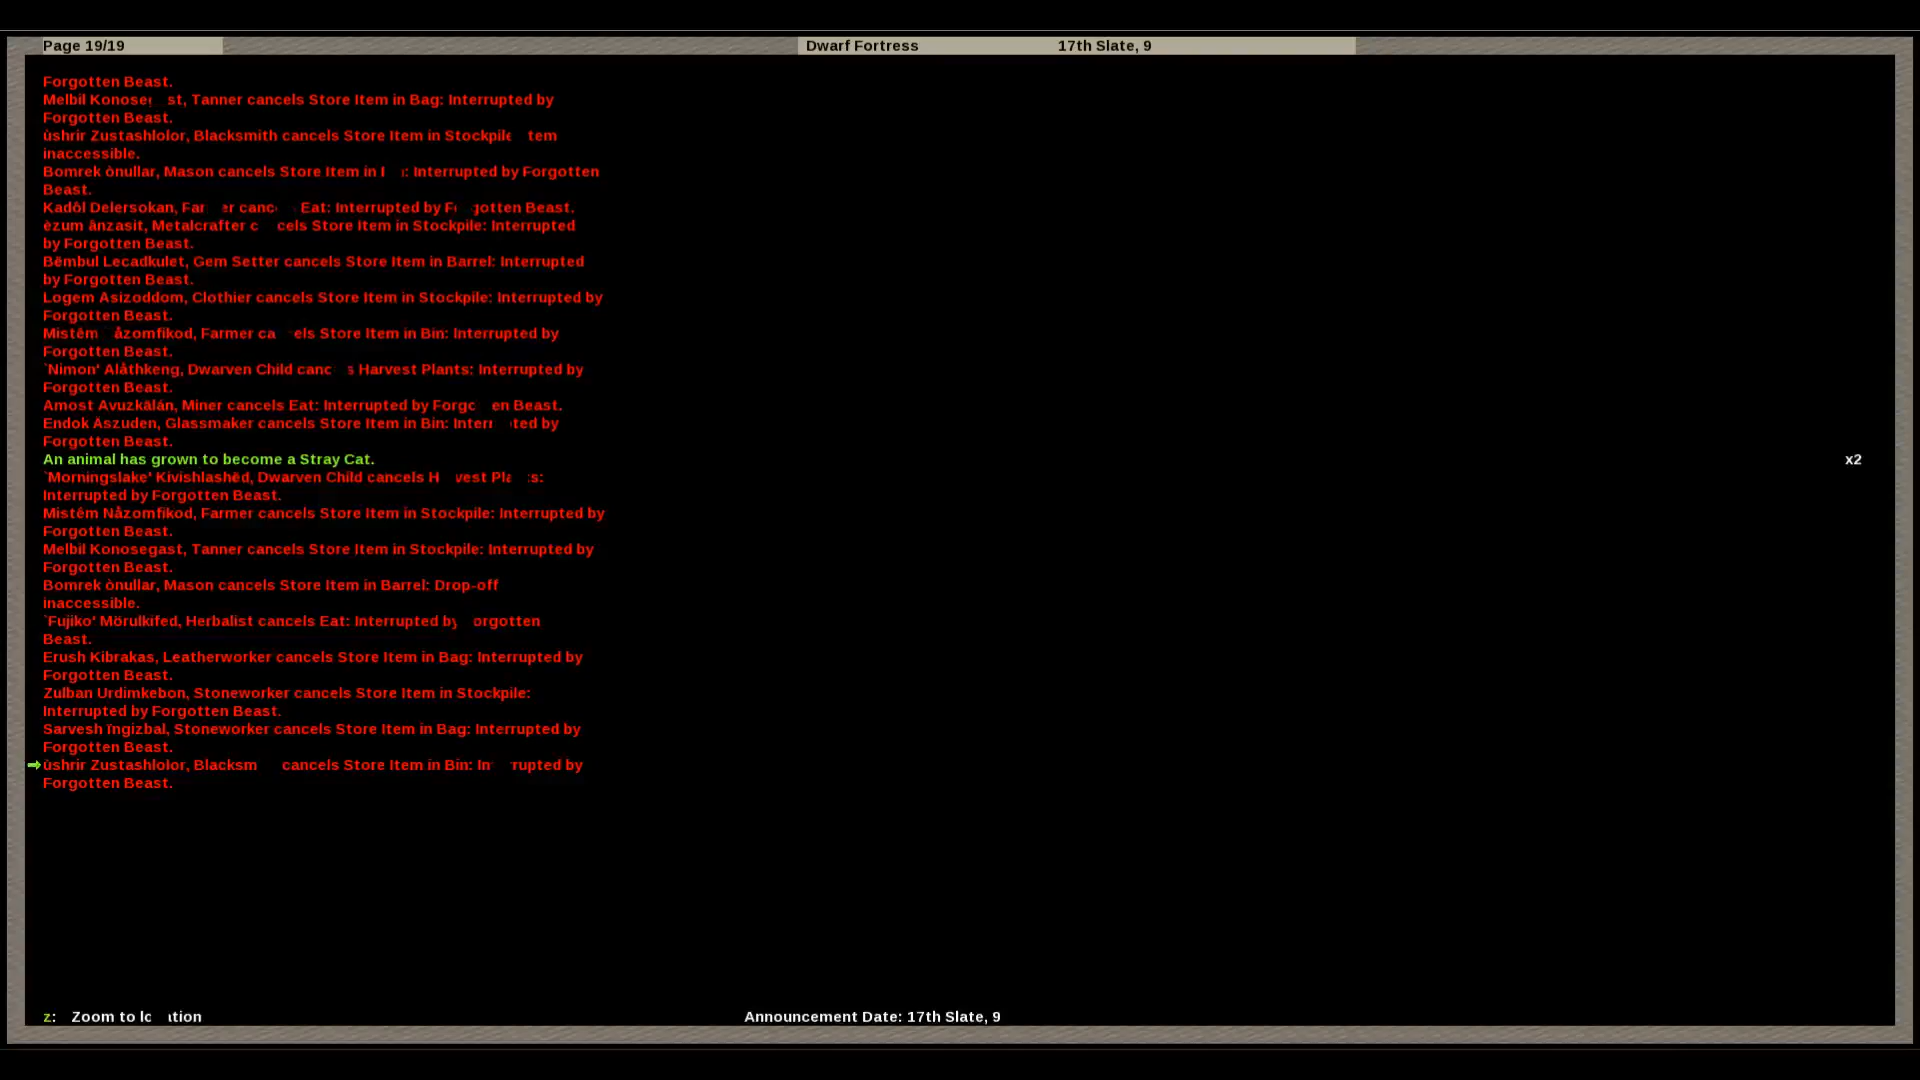 Page 19/19 Dwarf Fortress 17th Slate, 9
Forgotten Beast.
Melbil st, Tanner cancels Store Item in Bag: Interrupted by
Forgotten Beast.
ùshrir Zustashlolor, Blacksmith cancels Store Item in Stockpile tem
inaccessible.
Bomrek ònullar, Mason cancels Store Item in : Interrupted by Forgotten
Beast.
Kadôl Delersokan, Far er canc Eat: Interrupted by F gotten Beast.
èzum ânzasit, Metalcrafter c cels Store Item in Stockpile: Interrupted
by Forgotten Beast.
Bëmbul Lecadkulet, Gem Setter cancels Store Item in Barrel: Interrupted
by Forgotten Beast.
Logem Asizoddom, Clothier cancels Store Item in Stockpile: Interrupted by
Forgotten Beast.
Mistêm åzomfikod, Farmer ca els Store Item in Bin: Interrupted by
Forgotten Beast.
`Nimon' Alåthkeng, Dwarven Child canc s Harvest Plants: Interrupted by
Forgotten Beast.
Amost Avuzkälán, Miner cancels Eat: Interrupted by Forgo en Beast.
Endok Äszuden, Glassmaker cancels Store Item in Bin: Inter ted by
Forgotten Beast.
An animal has grown to become a Stray Cat. x2
`Morningslake' Kivishlashëd, Dwarven Child cancels H vest Pla s:
Interrupted by Forgotten Beast.
Mistêm Nåzomfikod, Farmer cancels Store Item in Stockpile: Interrupted by
Forgotten Beast.
Melbil Konosegast, Tanner cancels Store Item in Stockpile: Interrupted by
Forgotten Beast.
Bomrek ònullar, Mason cancels Store Item in Barrel: Drop-off
inaccessible.
`Fujiko' Mörulkifed, Herbalist cancels Eat: Interrupted by orgotten
Beast.
Erush Kibrakas, Leatherworker cancels Store Item in Bag: Interrupted by
Forgotten Beast.
Zulban Urdimkebon, Stoneworker cancels Store Item in Stockpile:
Interrupted by Forgotten Beast.
Sarvesh îngizbal, Stoneworker cancels Store Item in Bag: Interrupted by
Forgotten Beast.
ùshrir Zustashlolor, Blacksm cancels Store Item in Bin: In rupted by
Forgotten Beast.
z: Zoom to lc ation Announcement Date: 17th Slate, 9